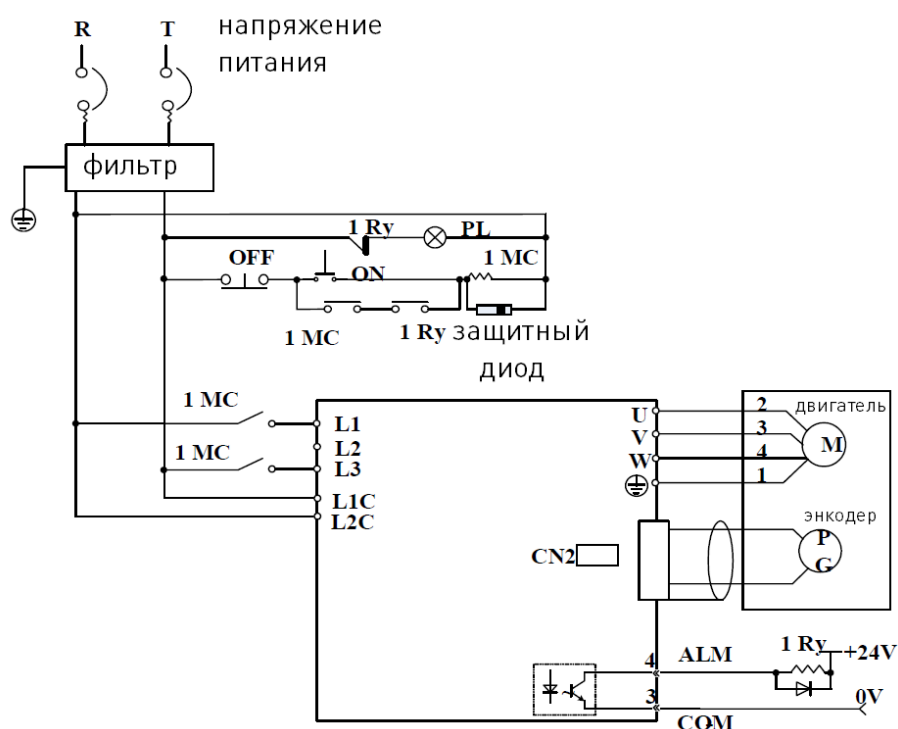 R T напряжение
питания
фильтр
1 Ry PL
OFF ON 1 MC
1 MC 1 Ry защитный
диод
1 MC L1
L2
1 MC L3
L1C
L2C
U 2 двигатель
V 3 M
W 4
1
энкодер
CN2 P
G
1 Ry +24V
4 ALM
3 0V
COM